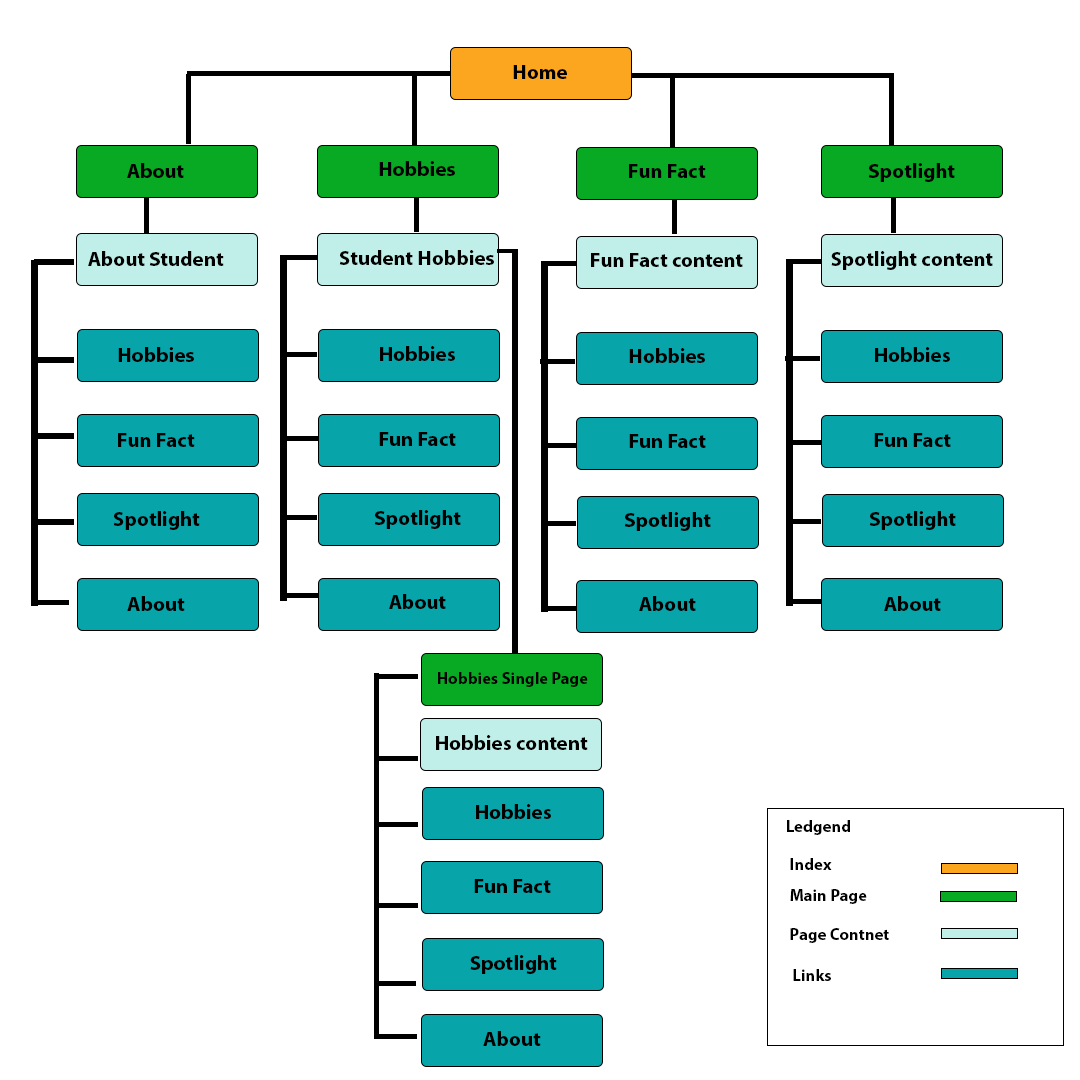 Home
About
Hobbies
Fun Fact
Spotlight
About Student
Student Hobbies
Fun Fact content
Spotlight content
Hobbies
Hobbies
Hobbies
Hobbies
Fun Fact
Fun Fact
Fun Fact
Fun Fact
Spotlight
Spotlight
Spotlight
Spotlight
About
About
About
About
Hobbies Single Page
Hobbies content
Hobbies
Fun Fact
Spotlight
About
Ledgend
Index
Main Page
Page Contnet
Links